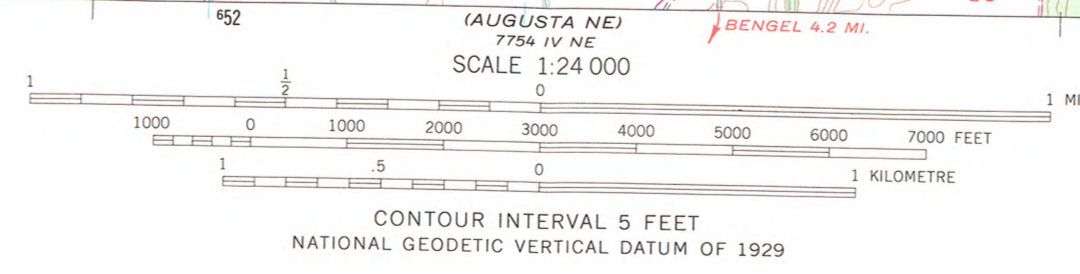 652
(AUGUSTA NE)
7754 IV NE
BENGEL 4.2 MI.
SCALE 1:24 000
1 1/2 0 1 MI
1000 0 1000 2000 3000 4000 5000 6000 7000 FEET
1 .5 0 1 KILOMETRE
CONTOUR INTERVAL 5 FEET
NATIONAL GEODETIC VERTICAL DATUM OF 1929